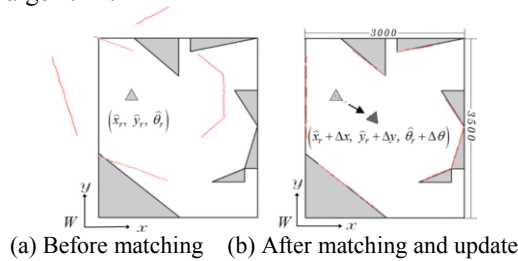 3000
3500
(x̂r, ŷr, θ̂r)
(x̂r + Δx, ŷr + Δy, θ̂r + Δθ)
y
W
x
y
W
x
(a) Before matching (b) After matching and update